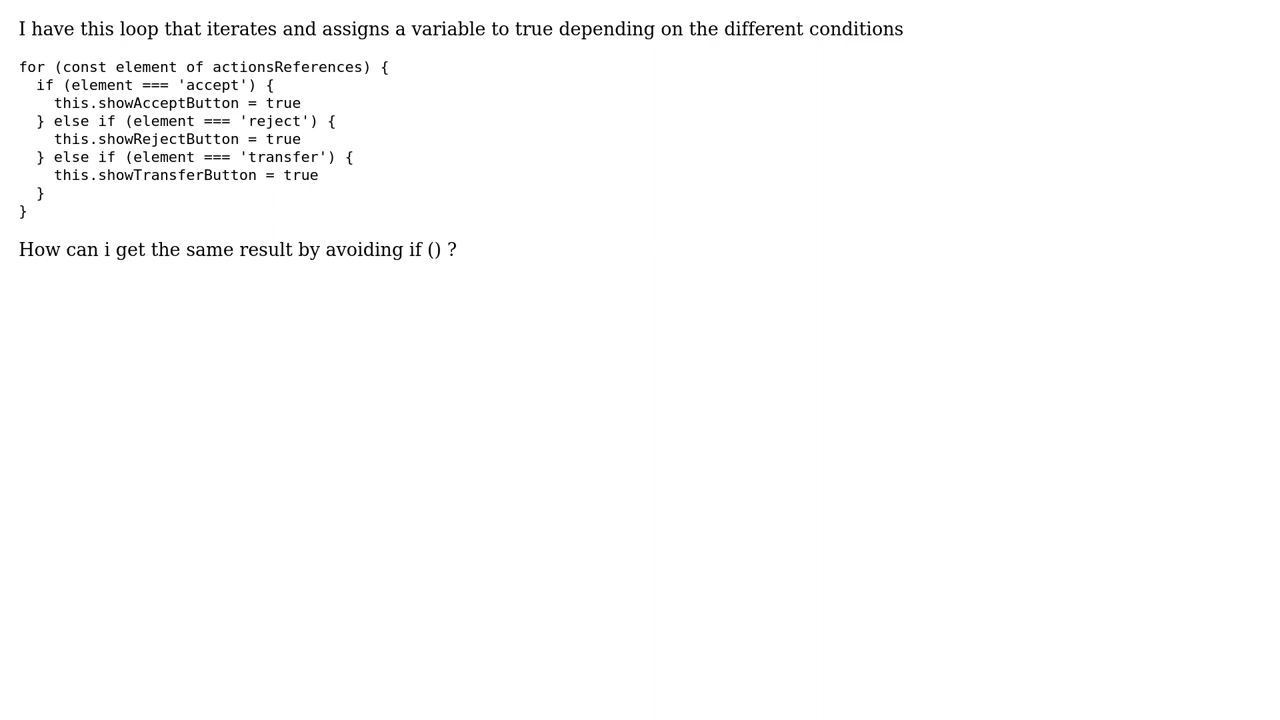 I have this loop that iterates and assigns a variable to true depending on the different conditions
for (const element of actionsReferences) {
  if (element === 'accept') {
    this.showAcceptButton = true
  } else if (element === 'reject') {
    this.showRejectButton = true
  } else if (element === 'transfer') {
    this.showTransferButton = true
  }
}
How can i get the same result by avoiding if () ?